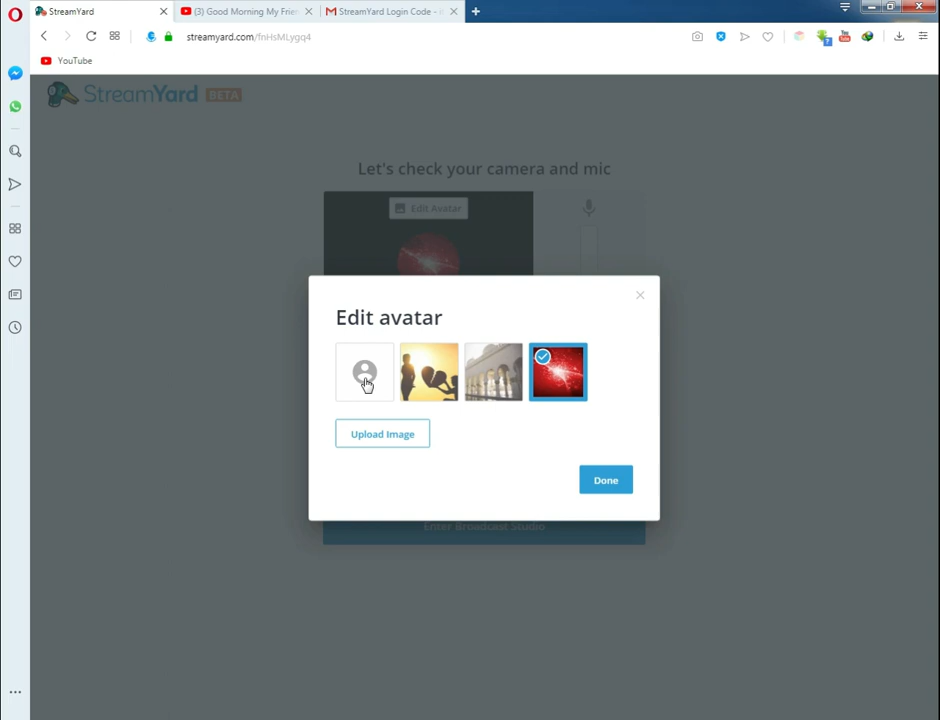 StreamYard
(3) Good Morning My Frie
StreamYard Login Code -
streamyard.com/fnHsMLygq4
YouTube
StreamYard BETA
Let's check your camera and mic
Edit Avatar
Edit avatar
Upload Image
Done
Enter Broadcast Studio